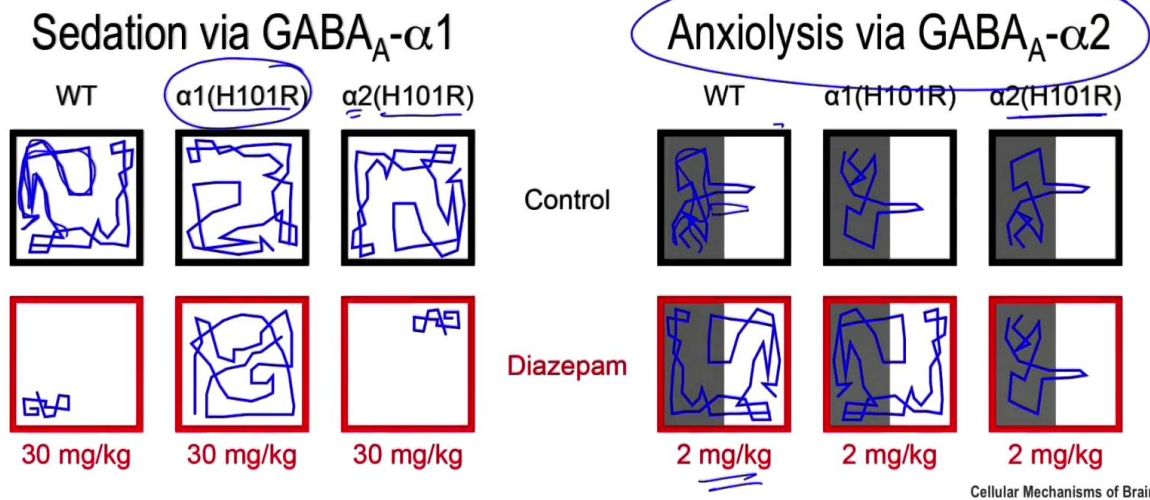 Sedation via GABAA-α1
Anxiolysis via GABAA-α2
WT α1(H101R) α2(H101R)
WT α1(H101R) α2(H101R)
Control
Diazepam
30 mg/kg 30 mg/kg 30 mg/kg
2 mg/kg 2 mg/kg 2 mg/kg
Cellular Mechanisms of Brain